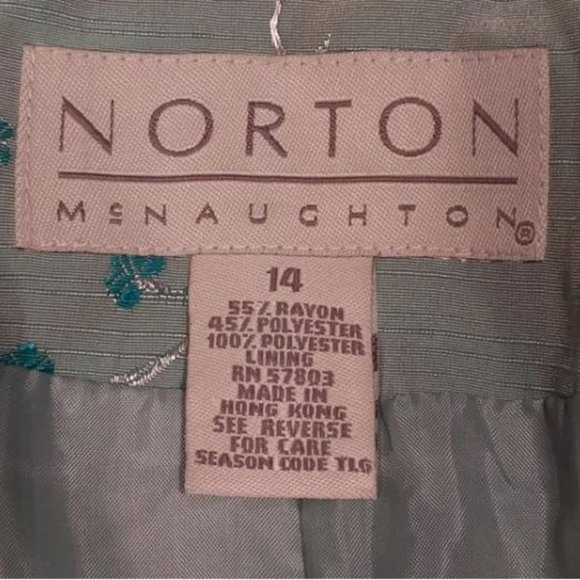 NORTON
McNAUGHTON®
14
55% RAYON
45% POLYESTER
100% POLYESTER
LINING
RN 57803
MADE IN
HONG KONG
SEE REVERSE
FOR CARE
SEASON CODE TLG